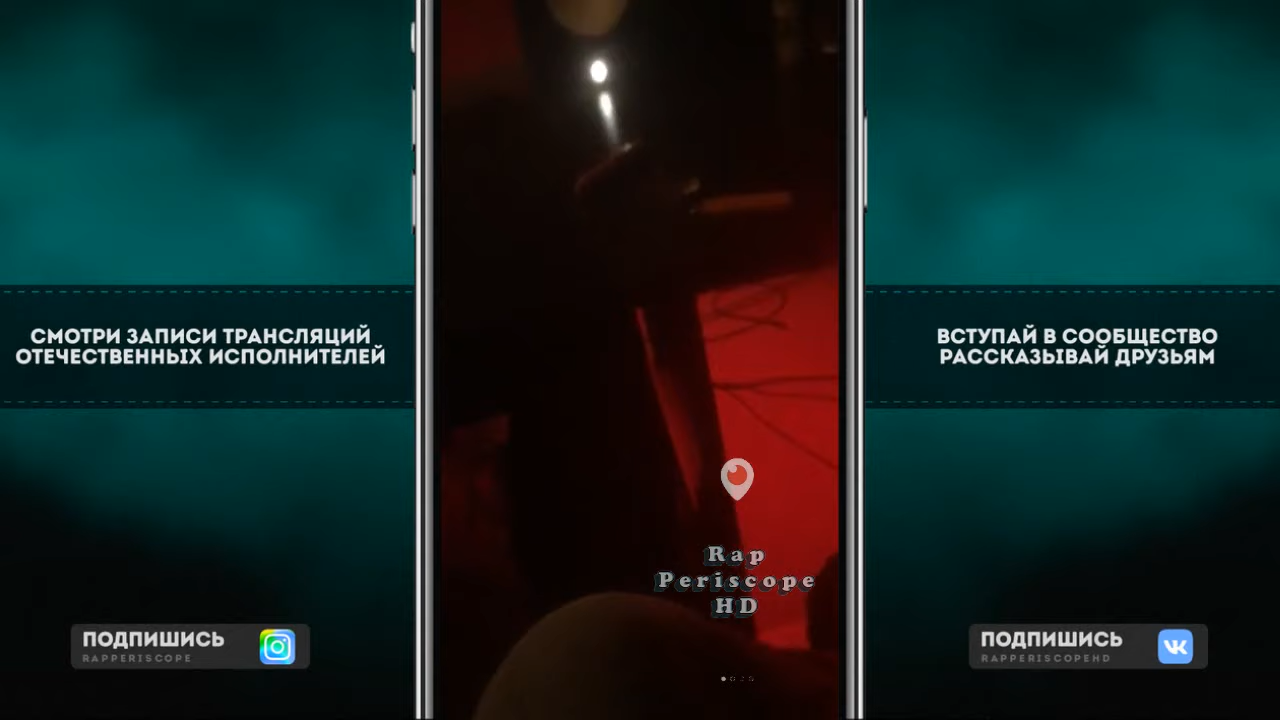 СМОТРИ ЗАПИСИ ТРАНСЛЯЦИЙ
ОТЕЧЕСТВЕННЫХ ИСПОЛНИТЕЛЕЙ
ВСТУПАЙ В СООБЩЕСТВО
РАССКАЗЫВАЙ ДРУЗЬЯМ
Rap
Periscope
HD
ПОДПИШИСЬ
RAPPERISCOPE
ПОДПИШИСЬ
RAPPERISCOPEHD